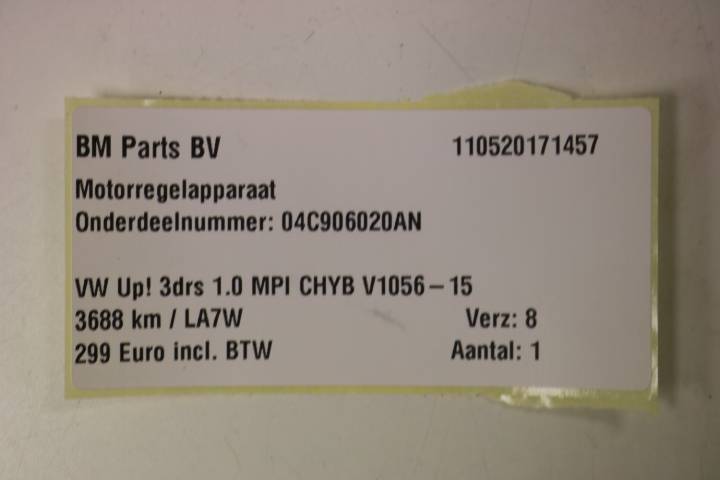 BM Parts BV 110520171457
Motorregelapparaat
Onderdeelnummer: 04C906020AN
VW Up! 3drs 1.0 MPI CHYB V1056-15
3688 km / LA7W Verz: 8
299 Euro incl. BTW Aantal: 1